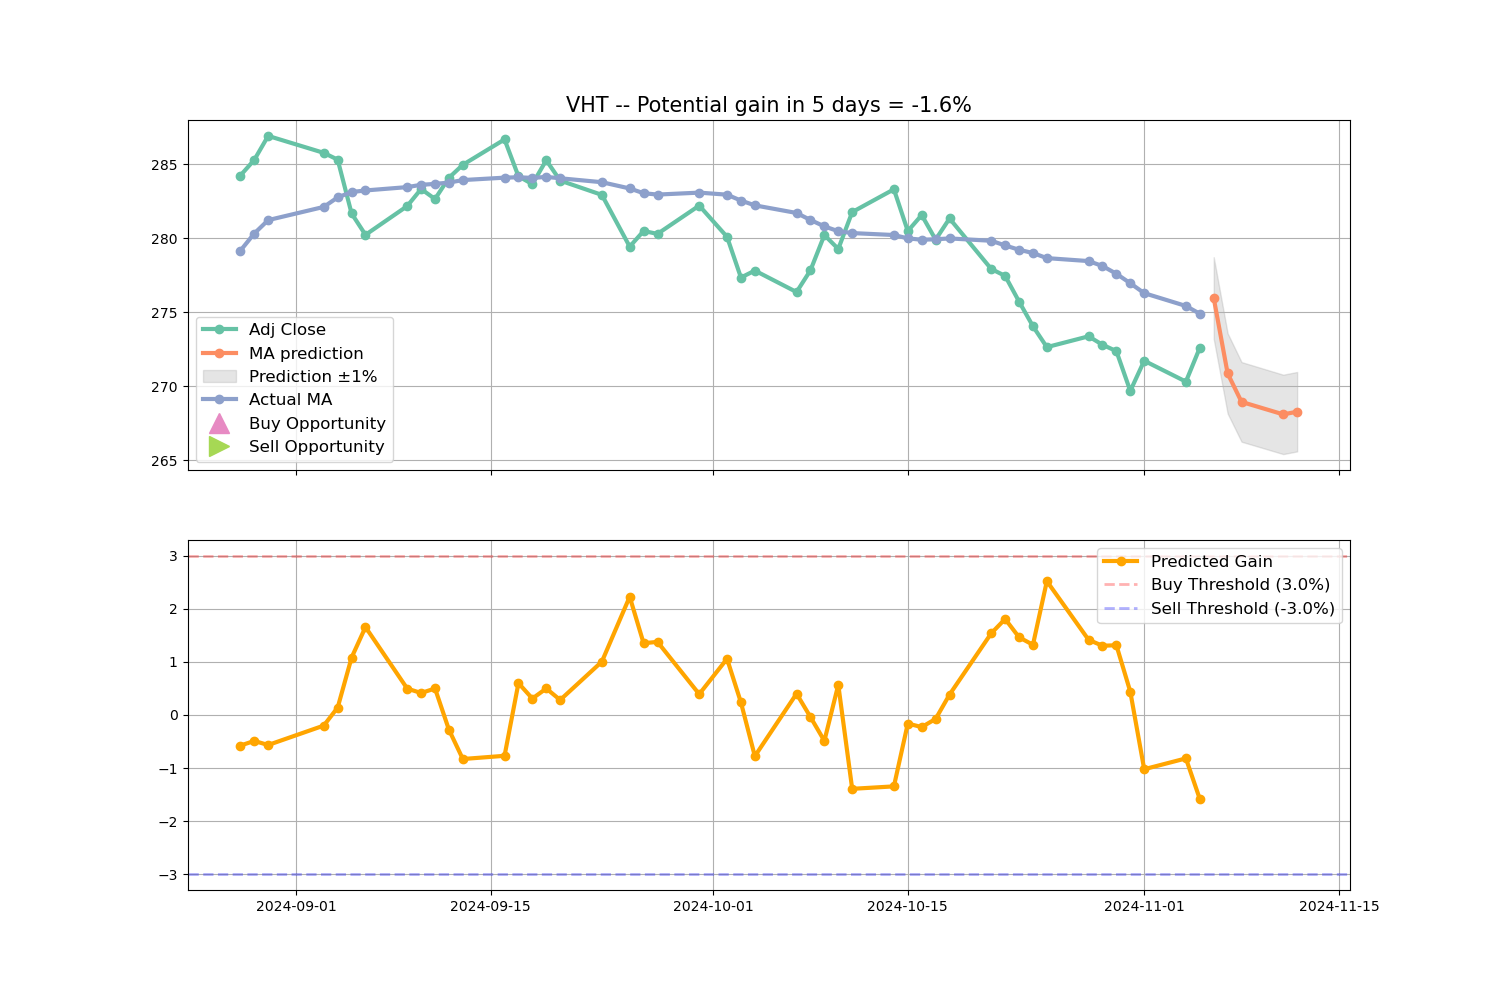 VHT -- Potential gain in 5 days = -1.6%
285
280
275
270
265
Adj Close
MA prediction
Prediction ±1%
Actual MA
Buy Opportunity
Sell Opportunity
3
2
1
0
−1
−2
−3
Predicted Gain
Buy Threshold (3.0%)
Sell Threshold (-3.0%)
2024-09-01 2024-09-15 2024-10-01 2024-10-15 2024-11-01 2024-11-15